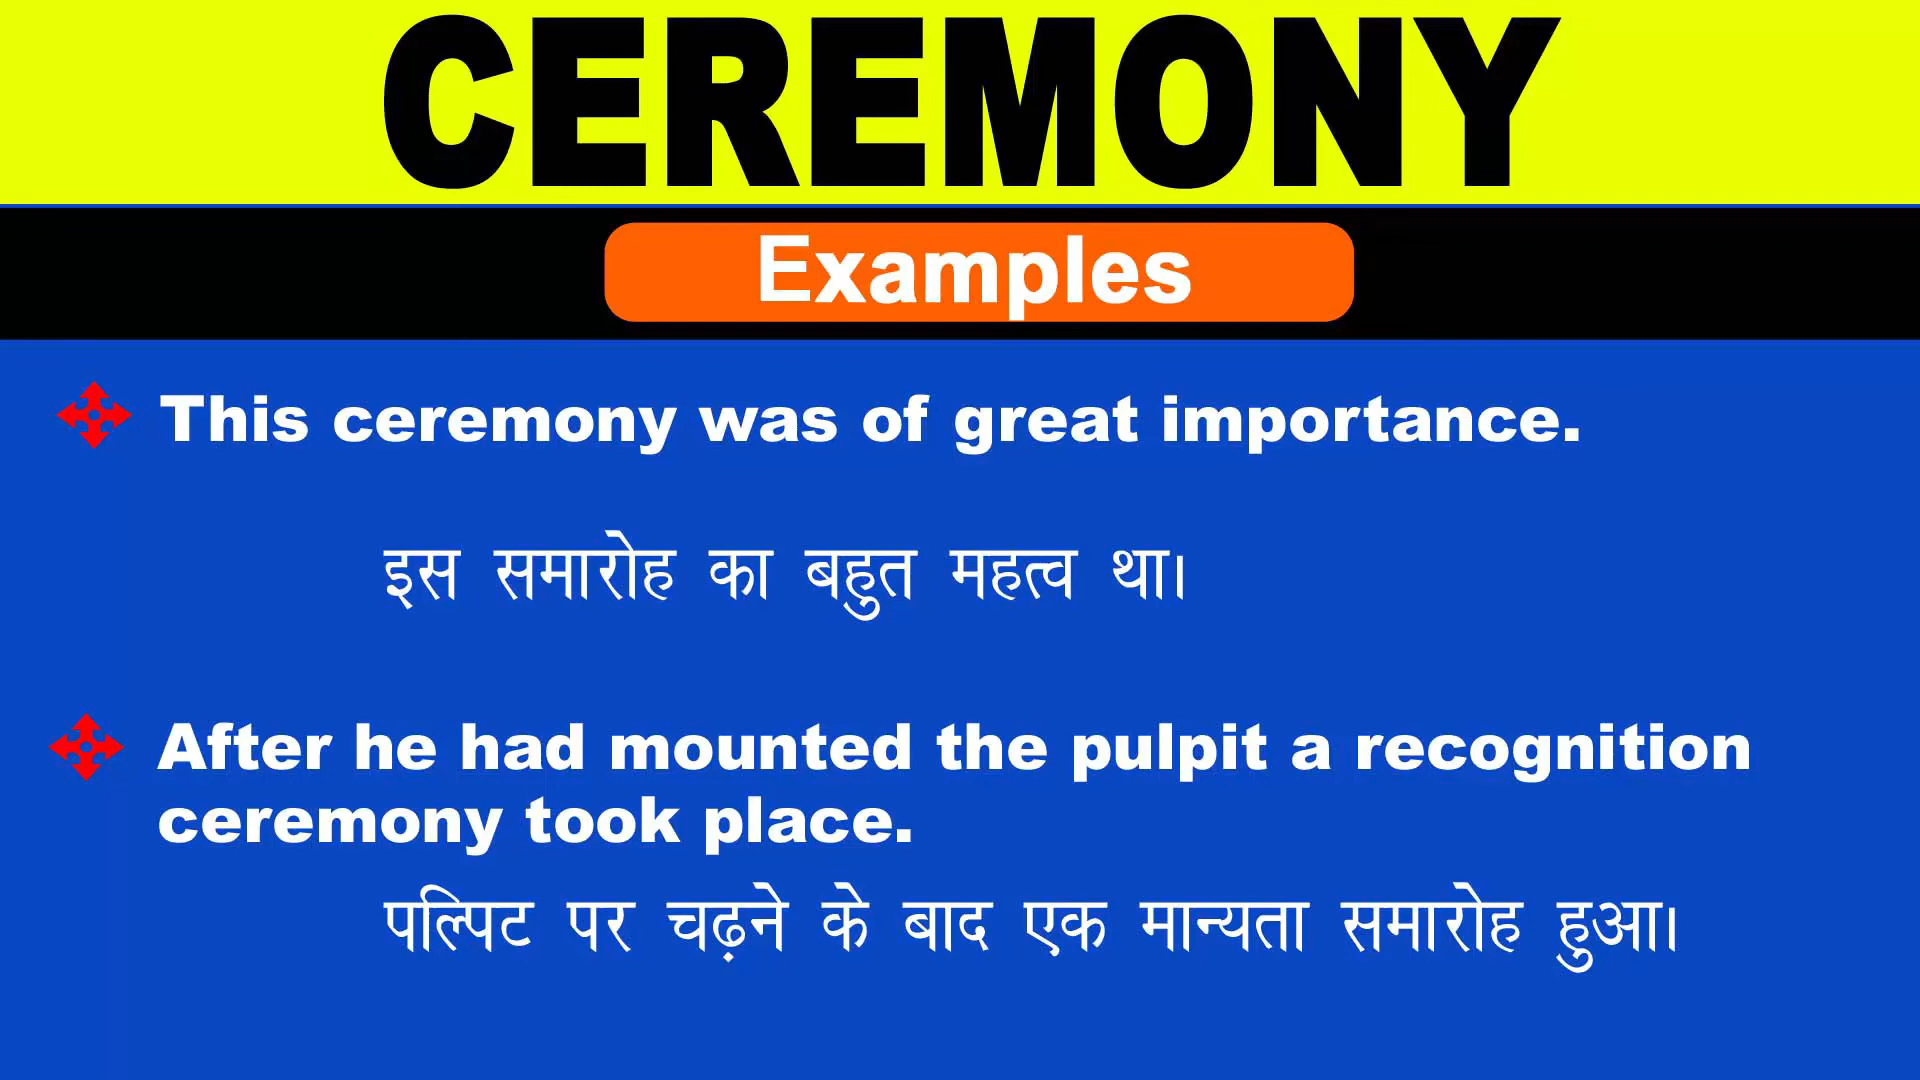 CEREMONY
Examples
This ceremony was of great importance.
इस समारोह का बहुत महत्व था।
After he had mounted the pulpit a recognition
ceremony took place.
पल्पिट पर चढ़ने के बाद एक मान्यता समारोह हुआ।